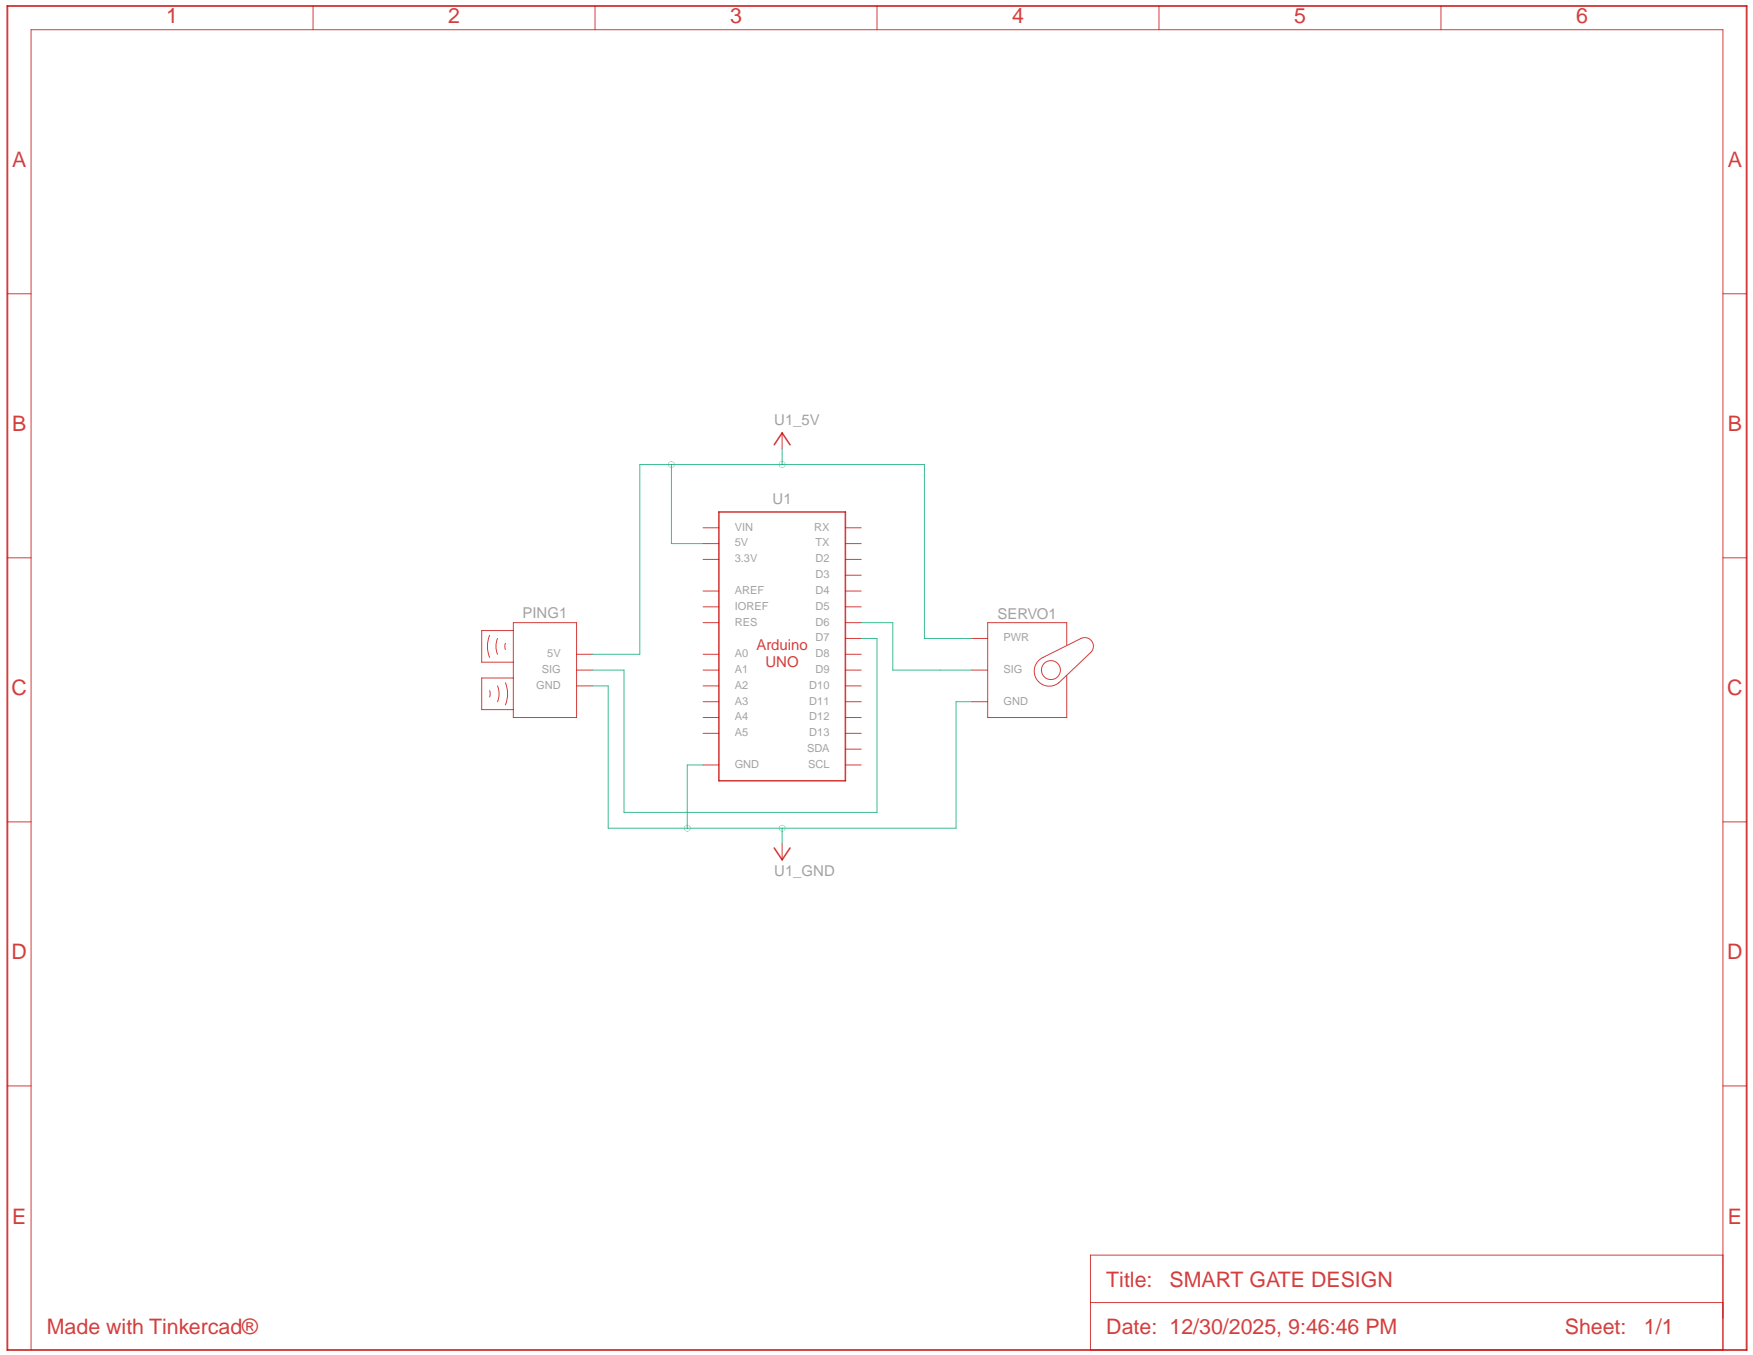 1 2 3 4 5 6
A A
B B
U1_5V
U1
VIN RX
5V TX
3.3V D2
D3
AREF D4
IOREF D5
RES D6
D7
A0 D8
A1 D9
A2 D10
A3 D11
A4 D12
A5 D13
SDA
GND SCL
Arduino
UNO
PING1
5V
SIG
GND
SERVO1
PWR
SIG
GND
C C
U1_GND
D D
E E
Title: SMART GATE DESIGN
Made with Tinkercad®
Date: 12/30/2025, 9:46:46 PM Sheet: 1/1